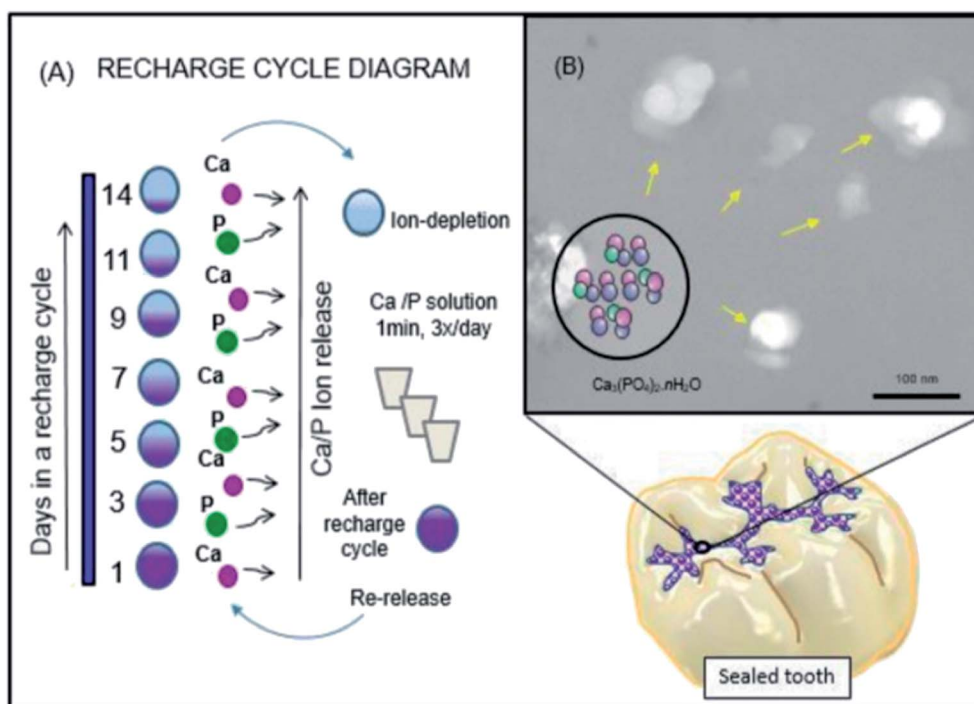 (A) RECHARGE CYCLE DIAGRAM
Days in a recharge cycle
14
11
9
7
5
3
1
Ca
P
Ca
P
Ca
P
Ca
P
Ca
Ca/P Ion release
Ion-depletion
Ca /P solution
1min, 3x/day
After
recharge
cycle
Re-release
(B)
Ca₃(PO₄)₂.nH₂O
100 nm
Sealed tooth